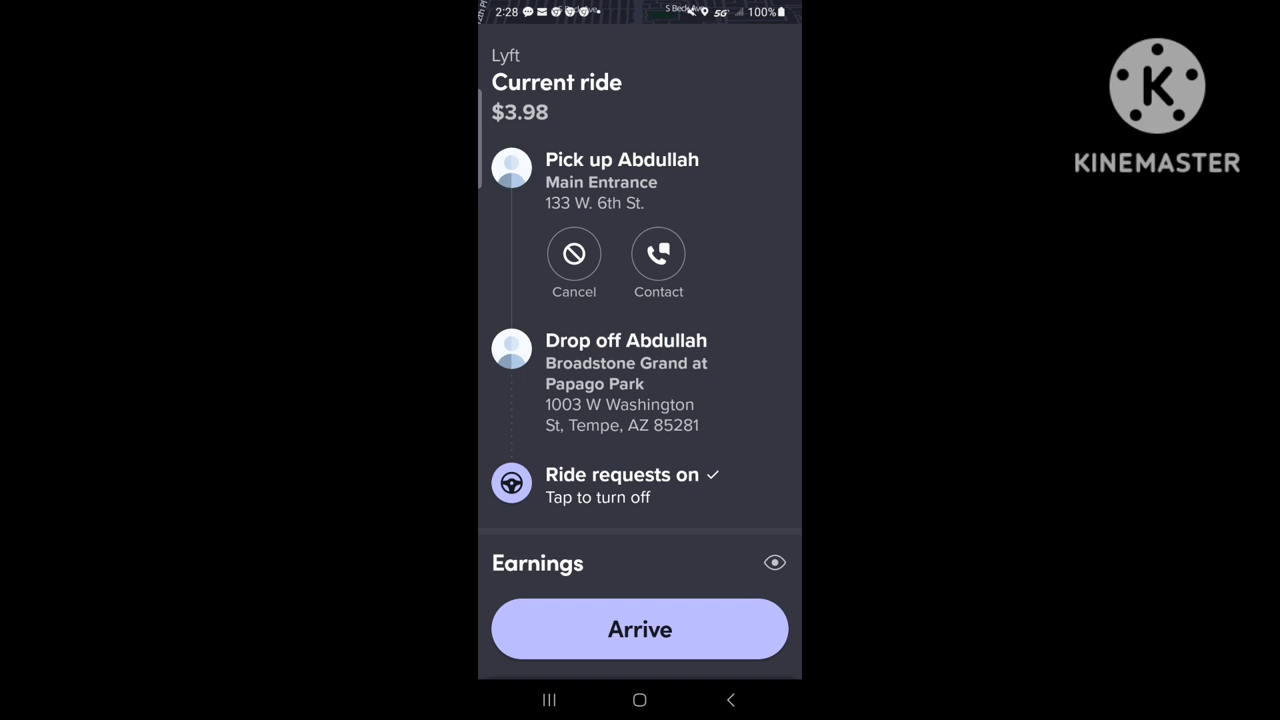 2:28
S Beck Ave
5G
100%
Lyft
Current ride
$3.98
Pick up Abdullah
Main Entrance
133 W. 6th St.
Cancel
Contact
Drop off Abdullah
Broadstone Grand at
Papago Park
1003 W Washington
St, Tempe, AZ 85281
Ride requests on
Tap to turn off
Earnings
Arrive
K
KINEMASTER